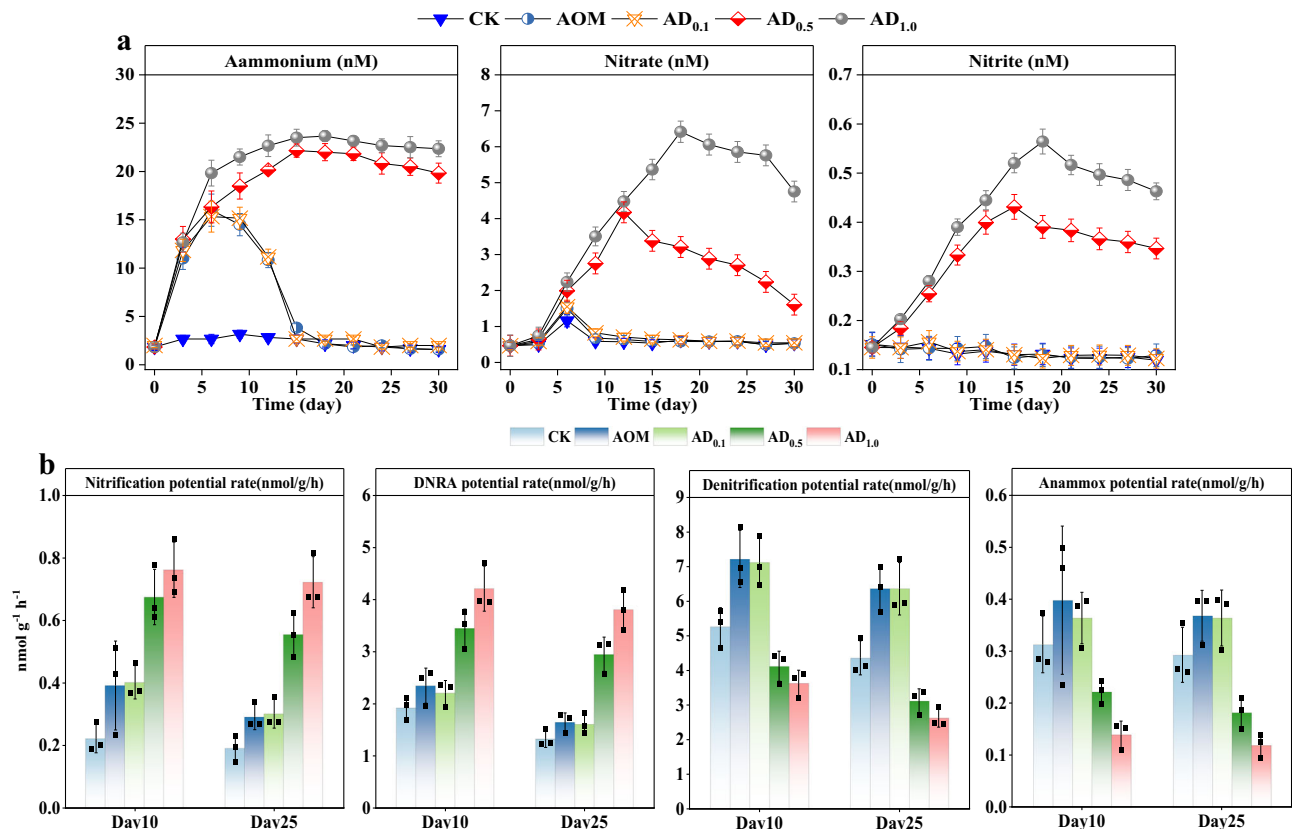 CK AOM AD0.1 AD0.5 AD1.0
a
Aammonium (nM) Nitrate (nM) Nitrite (nM)
30 25 20 15 10 5 0
8 7 6 5 4 3 2 1 0
0.7 0.6 0.5 0.4 0.3 0.2 0.1
0 5 10 15 20 25 30 0 5 10 15 20 25 30 0 5 10 15 20 25 30
Time (day) Time (day) Time (day)
CK AOM AD0.1 AD0.5 AD1.0
b
Nitrification potential rate(nmol/g/h) DNRA potential rate(nmol/g/h) Denitrification potential rate(nmol/g/h) Anammox potential rate(nmol/g/h)
nmol g-1 h-1
1.0 0.8 0.6 0.4 0.2 0.0
6 5 4 3 2 1 0
9 8 7 6 5 4 3 2 1 0
0.6 0.5 0.4 0.3 0.2 0.1 0.0
Day10 Day25 Day10 Day25 Day10 Day25 Day10 Day25